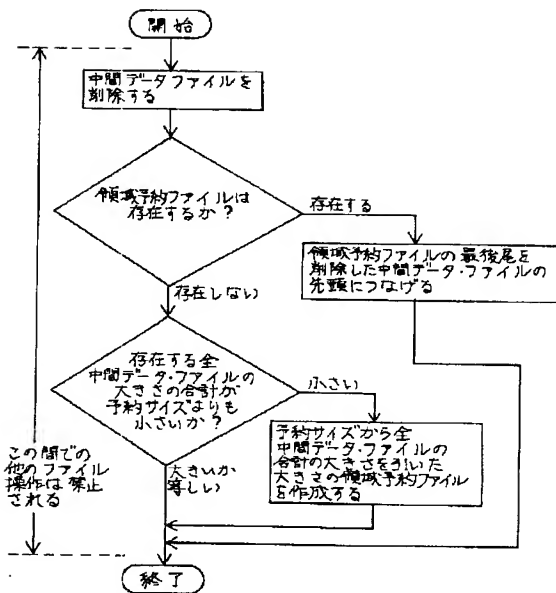 開始
中間データファイルを
削除する
領域予約ファイルは
存在するか?
存在する
領域予約ファイルの最後尾を
削除した中間データ・ファイルの
先頭につなげる
存在しない
存在する全
中間データ・ファイルの
大きさの合計が
予約サイズよりも
小さいか?
小さい
予約サイズから全
中間データ・ファイルの
合計の大きさを引いた
大きさの領域予約ファイル
を作成する
大きいか
等しい
この間での
他のファイル
操作は禁止
される
終了